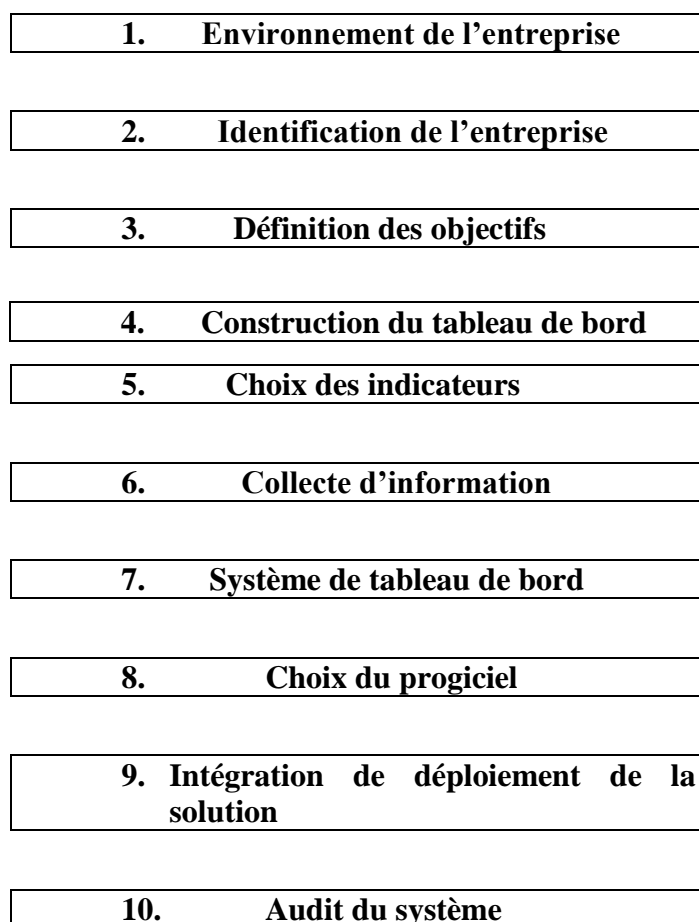 1. Environnement de l’entreprise
2. Identification de l’entreprise
3. Définition des objectifs
4. Construction du tableau de bord
5. Choix des indicateurs
6. Collecte d’information
7. Système de tableau de bord
8. Choix du progiciel
9. Intégration de déploiement de la
solution
10. Audit du système